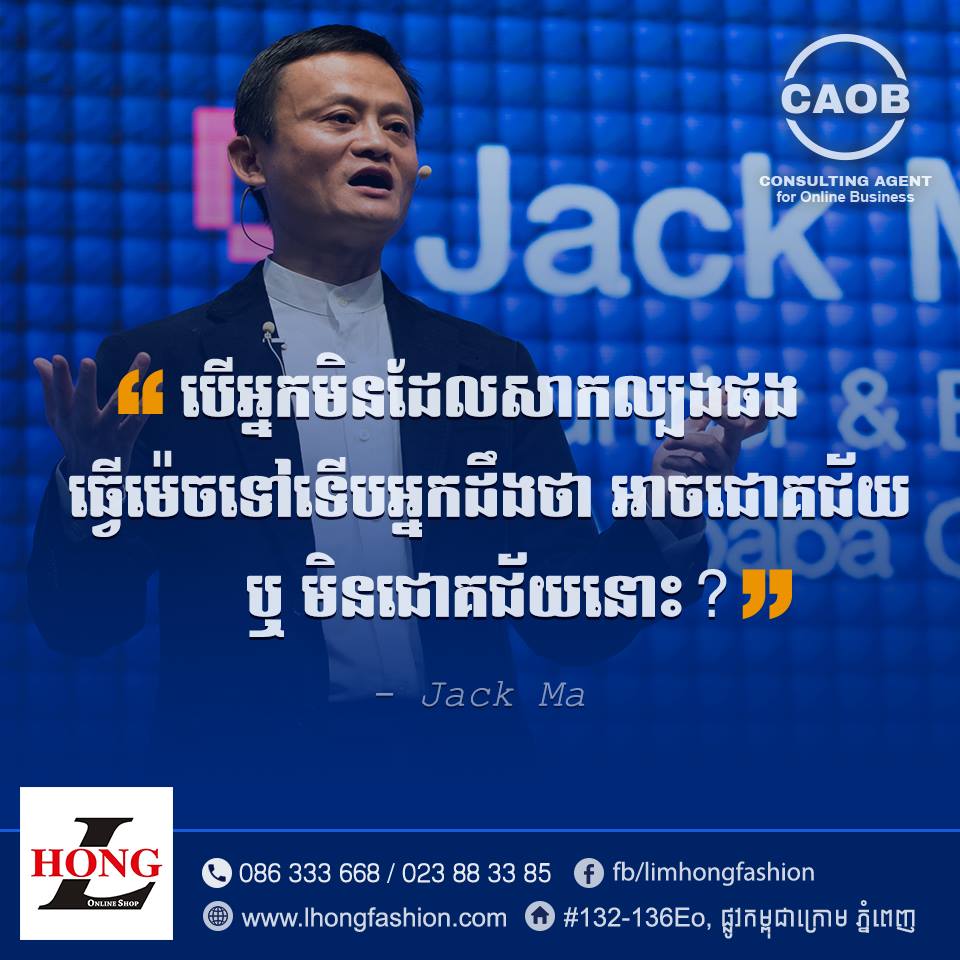 CAOB
CONSULTING AGENT
for Online Business
Jack M
& B
baba G
“ បើអ្នកមិនដែលសាកល្បងផង
ធ្វើម៉េចទៅទើបអ្នកដឹងថា អាចជោគជ័យ
ឬ មិនជោគជ័យនោះ ? ”
- Jack Ma
L
HONG
ONLINE SHOP
086 333 668 / 023 88 33 85
fb/limhongfashion
www.lhongfashion.com
#132-136Eo, ផ្លូវកម្ពុជាក្រោម ភ្នំពេញ